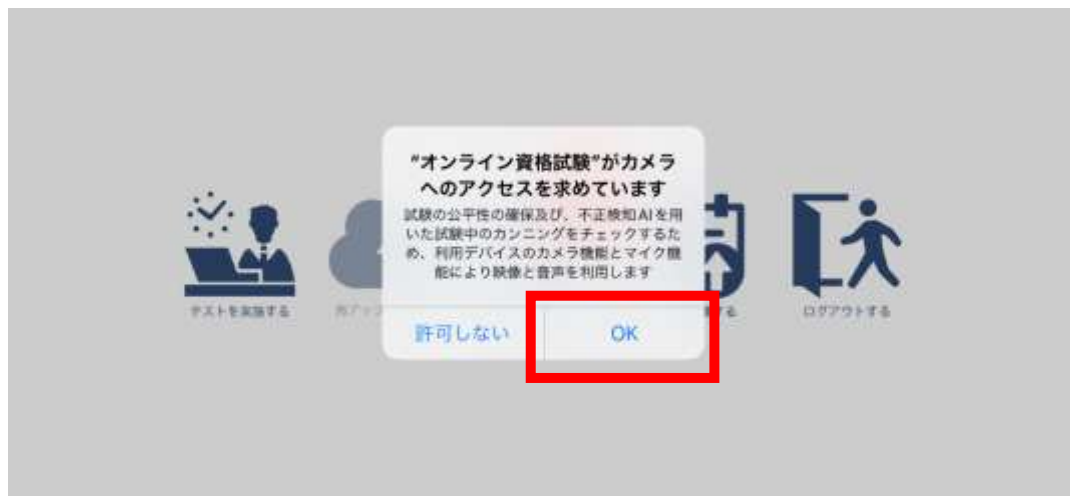 “オンライン資格試験”がカメラ
へのアクセスを求めています
試験の公平性の確保及び、不正検知AIを用
いた試験中のカンニングをチェックするた
め、利用デバイスのカメラ機能とマイク機
能により映像と音声を利用します
許可しない
OK
テストを実施する
再アップ
する
ログアウトする